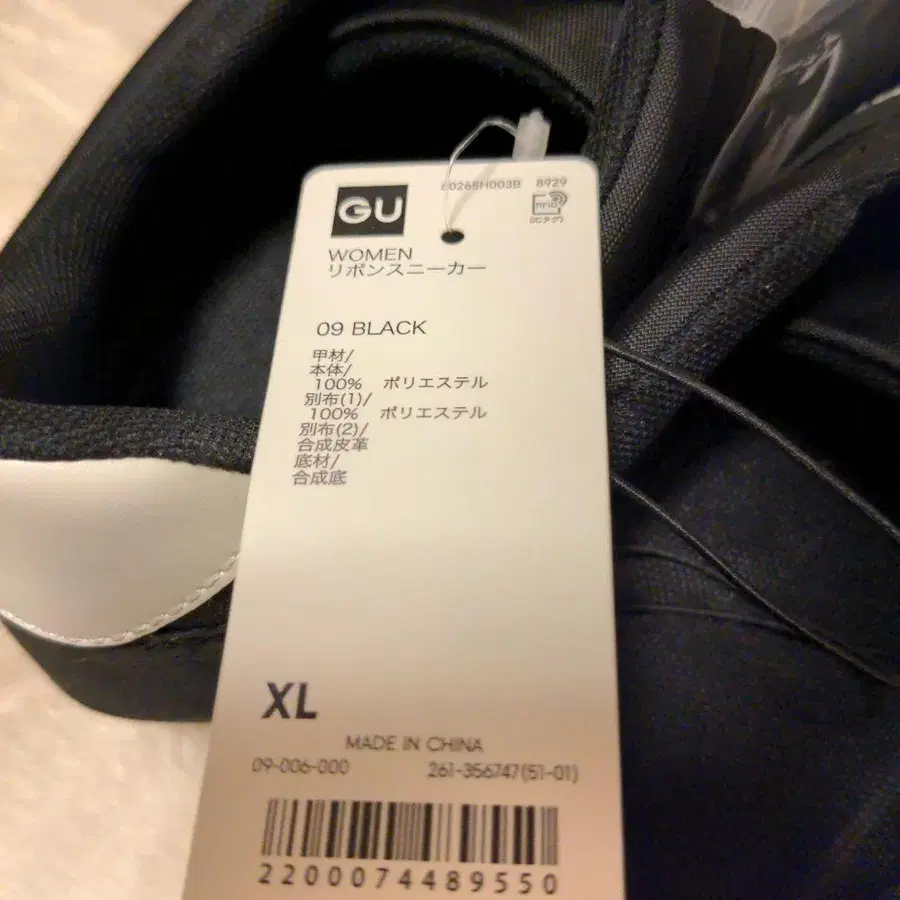 GU
8929
RFID
(ICタグ)
WOMEN
リボンスニーカー
09 BLACK
甲材/
本体/
100% ポリエステル
別布(1)/
100% ポリエステル
別布(2)/
合成皮革
底材/
合成底
XL
MADE IN CHINA
09-006-000 261-356747(51-01)
2200074489550